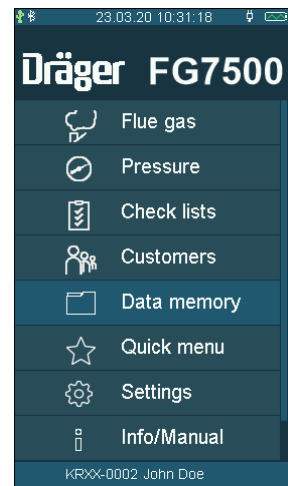 23.03.20 10:31:18
Dräger FG7500
Flue gas
Pressure
Check lists
Customers
Data memory
Quick menu
Settings
Info/Manual
KRXX-0002 John Doe